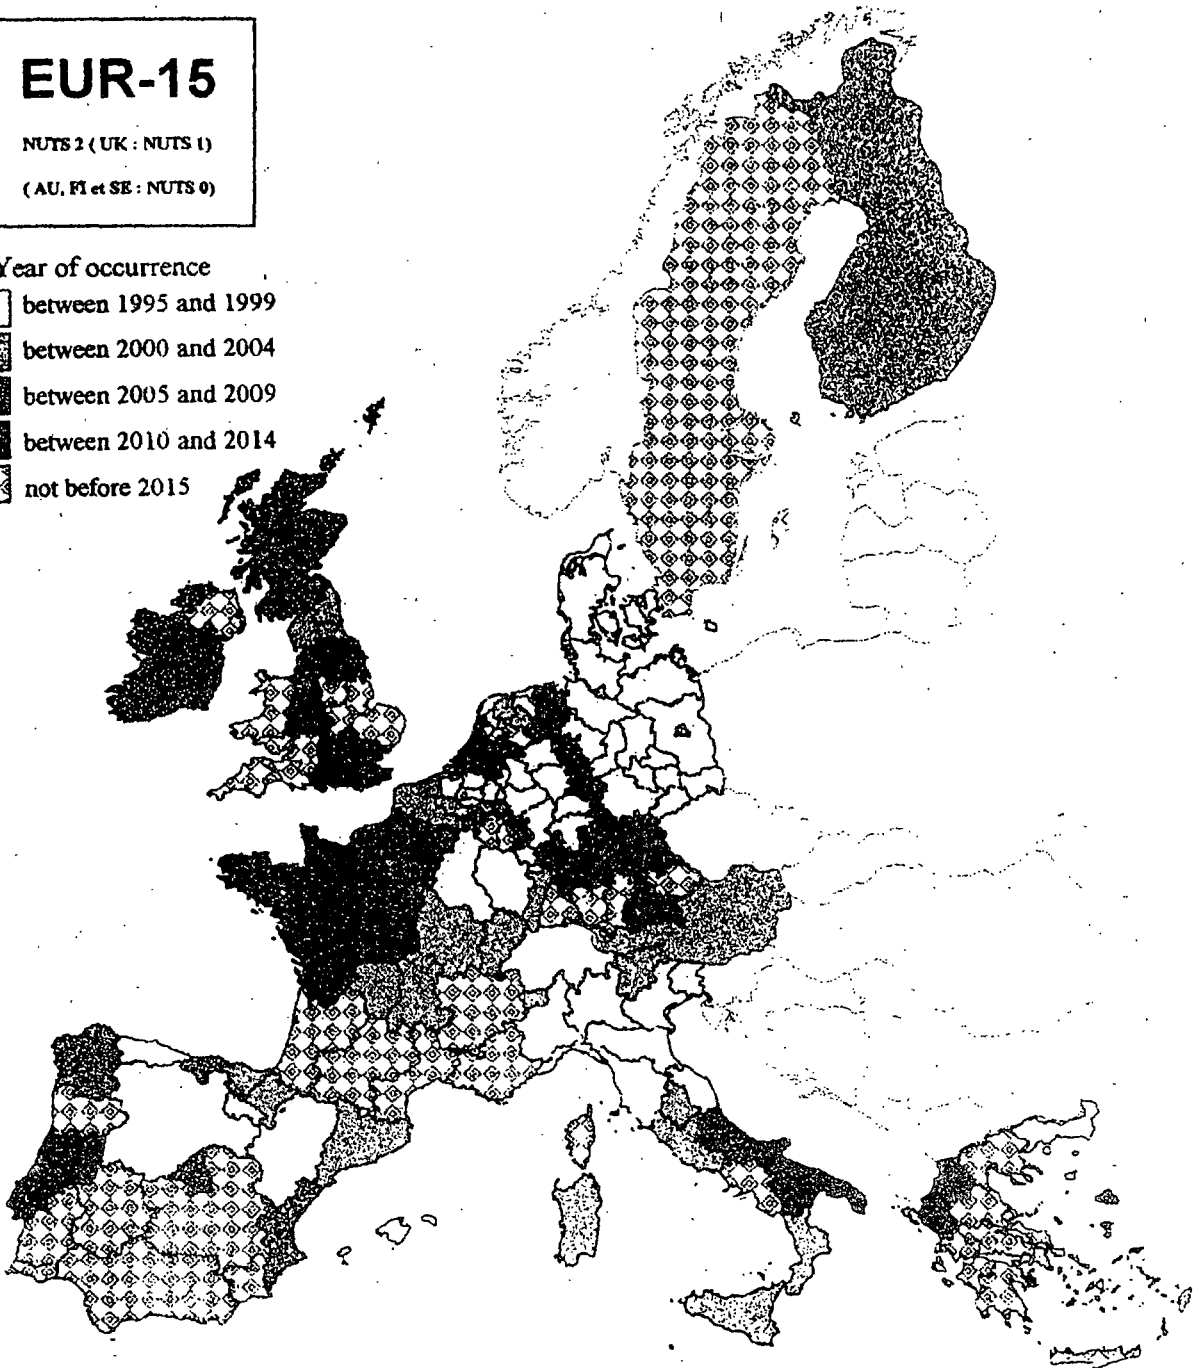 EUR-15
NUTS 2 ( UK : NUTS 1)
( AU, FI et SE : NUTS 0)
Year of occurrence
between 1995 and 1999
between 2000 and 2004
between 2005 and 2009
between 2010 and 2014
not before 2015